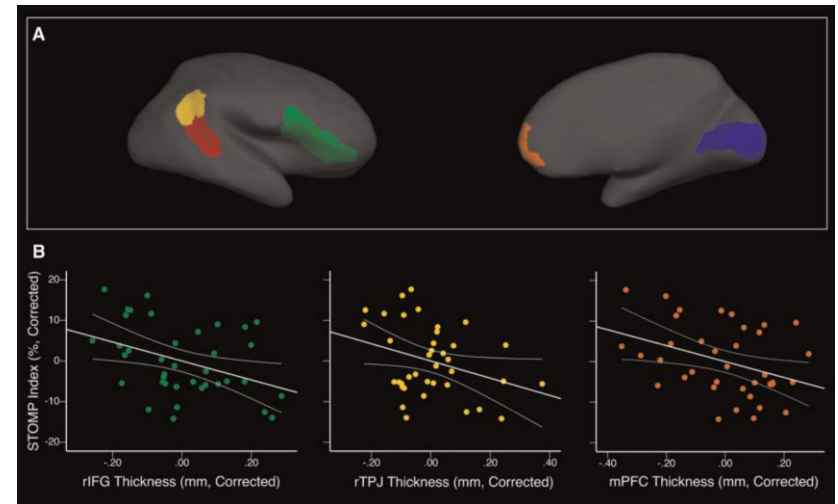 A
B
STOMP Index (%, Corrected)
20
10
0
-10
-20
-.20
.00
.20
-.20
.00
.20
.40
-.40
-.20
.00
.20
rIFG Thickness (mm, Corrected)
rTPJ Thickness (mm, Corrected)
mPFC Thickness (mm, Corrected)